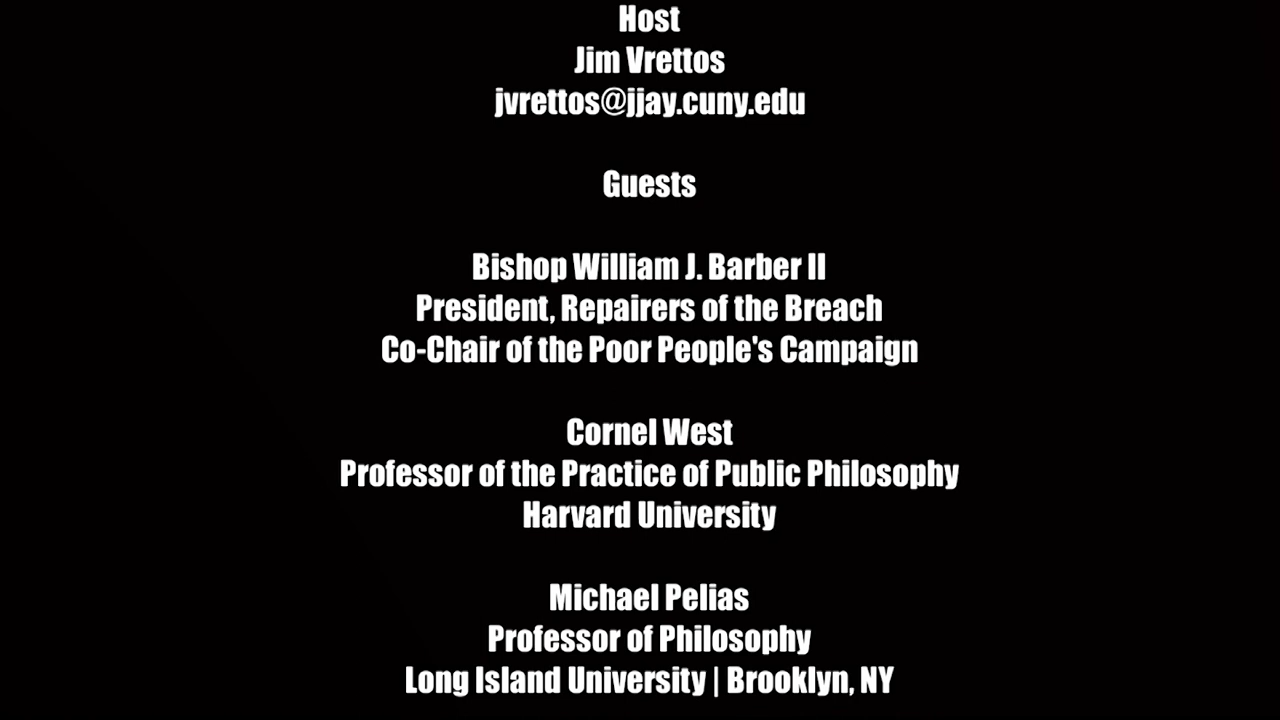 Host
Jim Vrettos
jvrettos@jjay.cuny.edu
Guests
Bishop William J. Barber II
President, Repairers of the Breach
Co-Chair of the Poor People's Campaign
Cornel West
Professor of the Practice of Public Philosophy
Harvard University
Michael Pelias
Professor of Philosophy
Long Island University | Brooklyn, NY